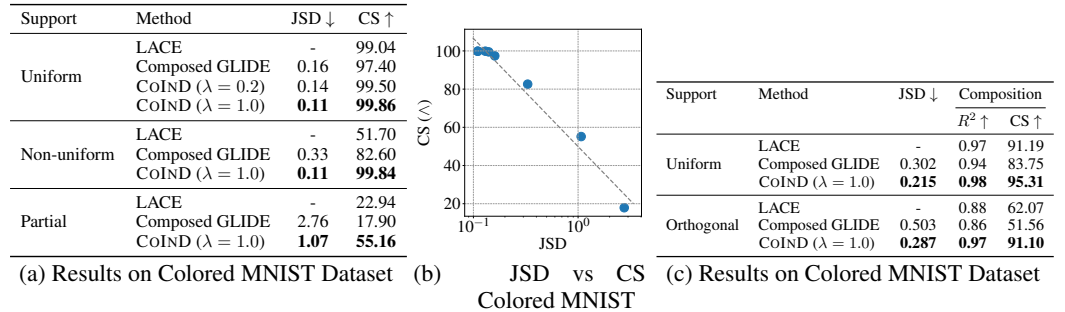 Support Method JSD ↓ CS ↑
Uniform
LACE - 99.04
Composed GLIDE 0.16 97.40
COIND (λ = 0.2) 0.14 99.50
COIND (λ = 1.0) 0.11 99.86
Non-uniform
LACE - 51.70
Composed GLIDE 0.33 82.60
COIND (λ = 1.0) 0.11 99.84
Partial
LACE - 22.94
Composed GLIDE 2.76 17.90
COIND (λ = 1.0) 1.07 55.16
(a) Results on Colored MNIST Dataset
CS (∧)
100
80
60
40
20
10⁻¹ 10⁰
JSD
(b) JSD vs CS
Colored MNIST
Support Method JSD ↓ Composition
R² ↑ CS ↑
Uniform
LACE - 0.97 91.19
Composed GLIDE 0.302 0.94 83.75
COIND (λ = 1.0) 0.215 0.98 95.31
Orthogonal
LACE - 0.88 62.07
Composed GLIDE 0.503 0.86 51.56
COIND (λ = 1.0) 0.287 0.97 91.10
(c) Results on Colored MNIST Dataset